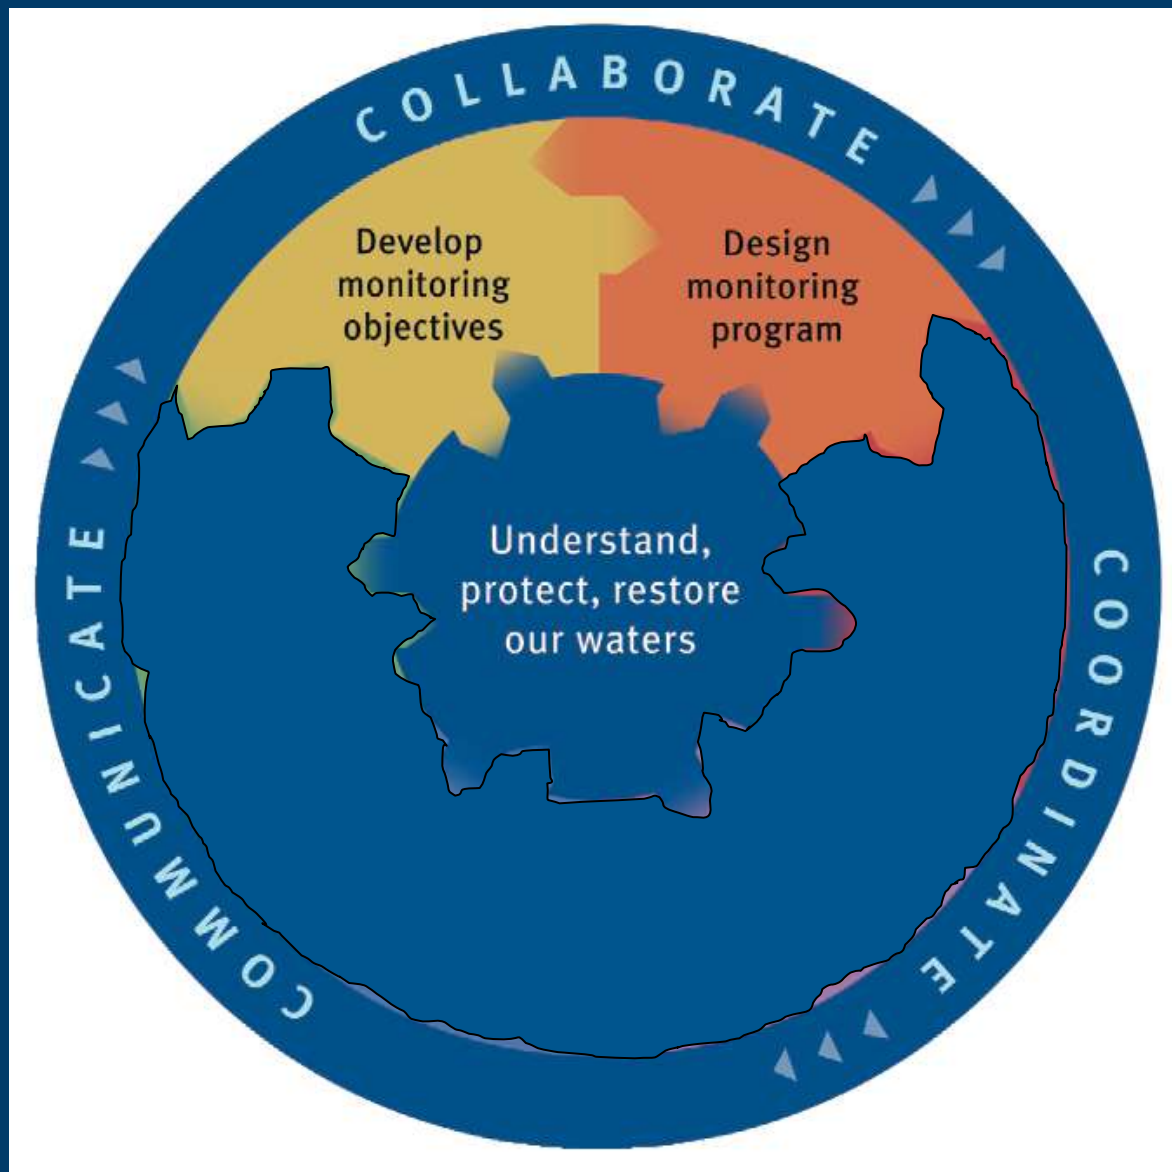 COLLABORATE
Develop
monitoring
objectives
Design
monitoring
program
Understand,
protect, restore
our waters
COORDINATE
COMMUNICATE